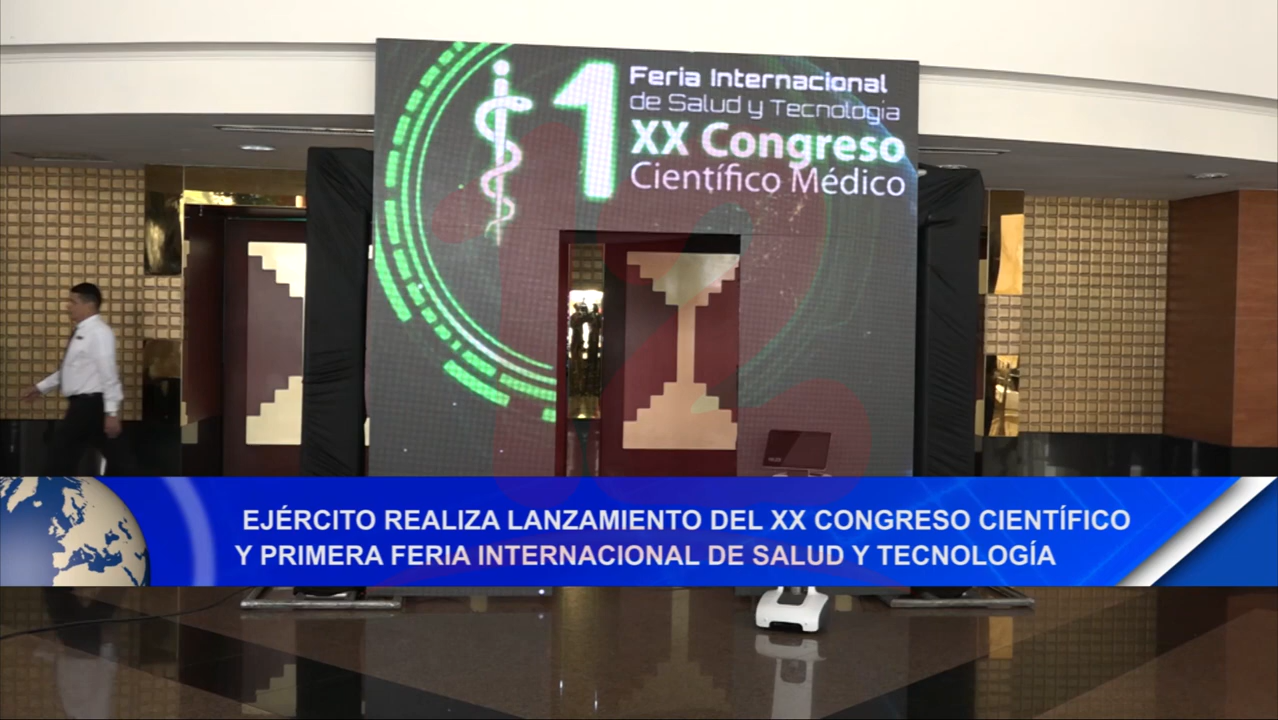 1
Feria Internacional
de Salud y Tecnología
XX Congreso
Científico Médico
EJÉRCITO REALIZA LANZAMIENTO DEL XX CONGRESO CIENTÍFICO
Y PRIMERA FERIA INTERNACIONAL DE SALUD Y TECNOLOGÍA